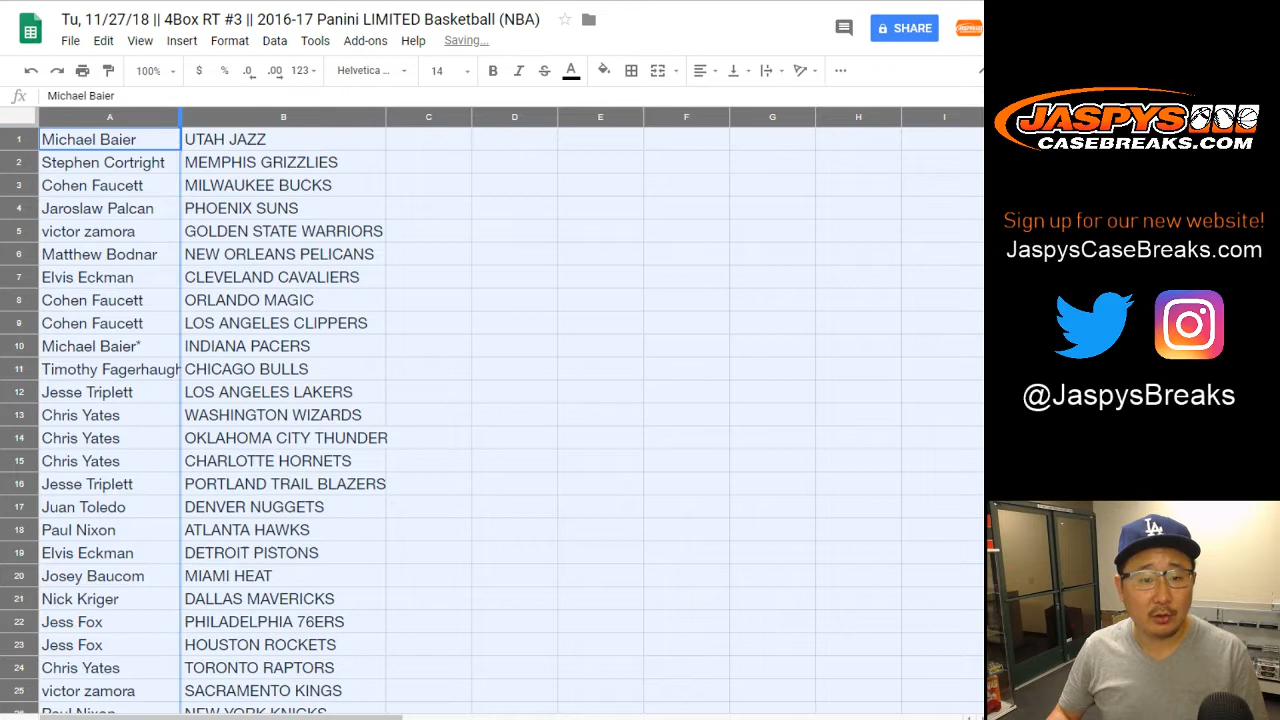 Tu, 11/27/18 || 4Box RT #3 || 2016-17 Panini LIMITED Basketball (NBA)
File Edit View Insert Format Data Tools Add-ons Help Saving...
SHARE
100% $ % .0 .00 123 Helvetica ... 14 B I S A
fx Michael Baier
A B C D E F G H I
1 Michael Baier UTAH JAZZ
2 Stephen Cortright MEMPHIS GRIZZLIES
3 Cohen Faucett MILWAUKEE BUCKS
4 Jaroslaw Palcan PHOENIX SUNS
5 victor zamora GOLDEN STATE WARRIORS
6 Matthew Bodnar NEW ORLEANS PELICANS
7 Elvis Eckman CLEVELAND CAVALIERS
8 Cohen Faucett ORLANDO MAGIC
9 Cohen Faucett LOS ANGELES CLIPPERS
10 Michael Baier* INDIANA PACERS
11 Timothy Fagerhaugh CHICAGO BULLS
12 Jesse Triplett LOS ANGELES LAKERS
13 Chris Yates WASHINGTON WIZARDS
14 Chris Yates OKLAHOMA CITY THUNDER
15 Chris Yates CHARLOTTE HORNETS
16 Jesse Triplett PORTLAND TRAIL BLAZERS
17 Juan Toledo DENVER NUGGETS
18 Paul Nixon ATLANTA HAWKS
19 Elvis Eckman DETROIT PISTONS
20 Josey Baucom MIAMI HEAT
21 Nick Kriger DALLAS MAVERICKS
22 Jess Fox PHILADELPHIA 76ERS
23 Jess Fox HOUSTON ROCKETS
24 Chris Yates TORONTO RAPTORS
25 victor zamora SACRAMENTO KINGS
Paul Nixon NEW YORK KNICKS
JASPYS
CASEBREAKS.COM
Sign up for our new website!
JaspysCaseBreaks.com
@JaspysBreaks
LA